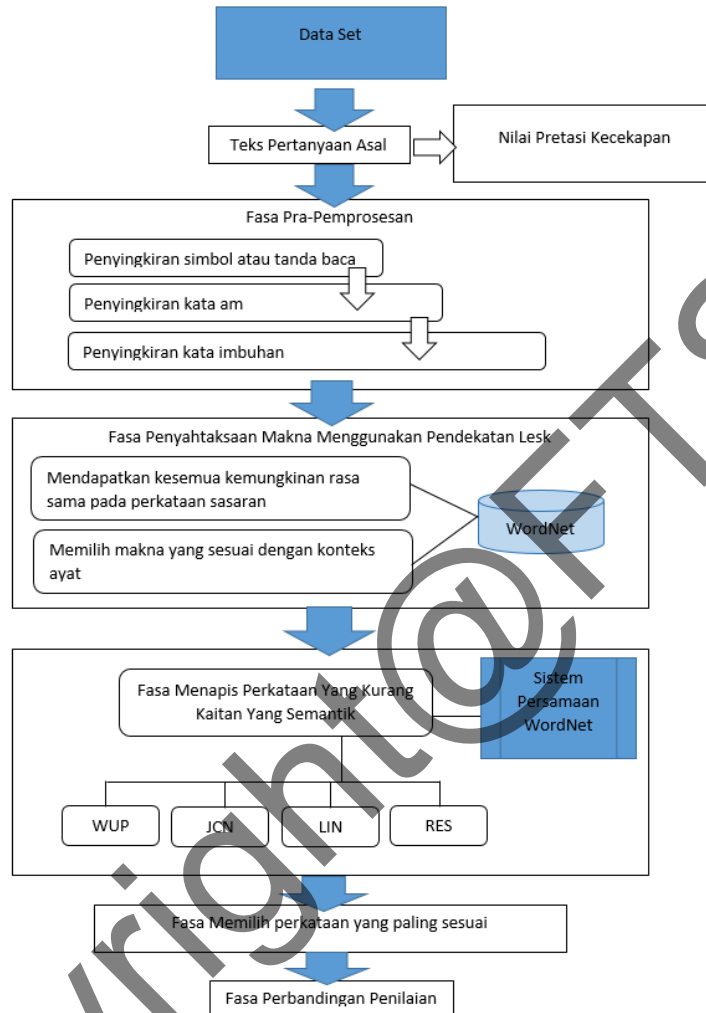 Data Set
Teks Pertanyaan Asal
Nilai Pretasi Kecekapan
Fasa Pra-Pemprosesan
Penyingkiran simbol atau tanda baca
Penyingkiran kata am
Penyingkiran kata imbuhan
Fasa Penyahtaksaan Makna Menggunakan Pendekatan Lesk
Mendapatkan kesemua kemungkinan rasa
sama pada perkataan sasaran
WordNet
Memilih makna yang sesuai dengan konteks
ayat
Fasa Menapis Perkataan Yang Kurang
Kaitan Yang Semantik
Sistem
Persamaan
WordNet
WUP
JCN
LIN
RES
Fasa Memilih perkataan yang paling sesuai
Fasa Perbandingan Penilaian
yright@FTS